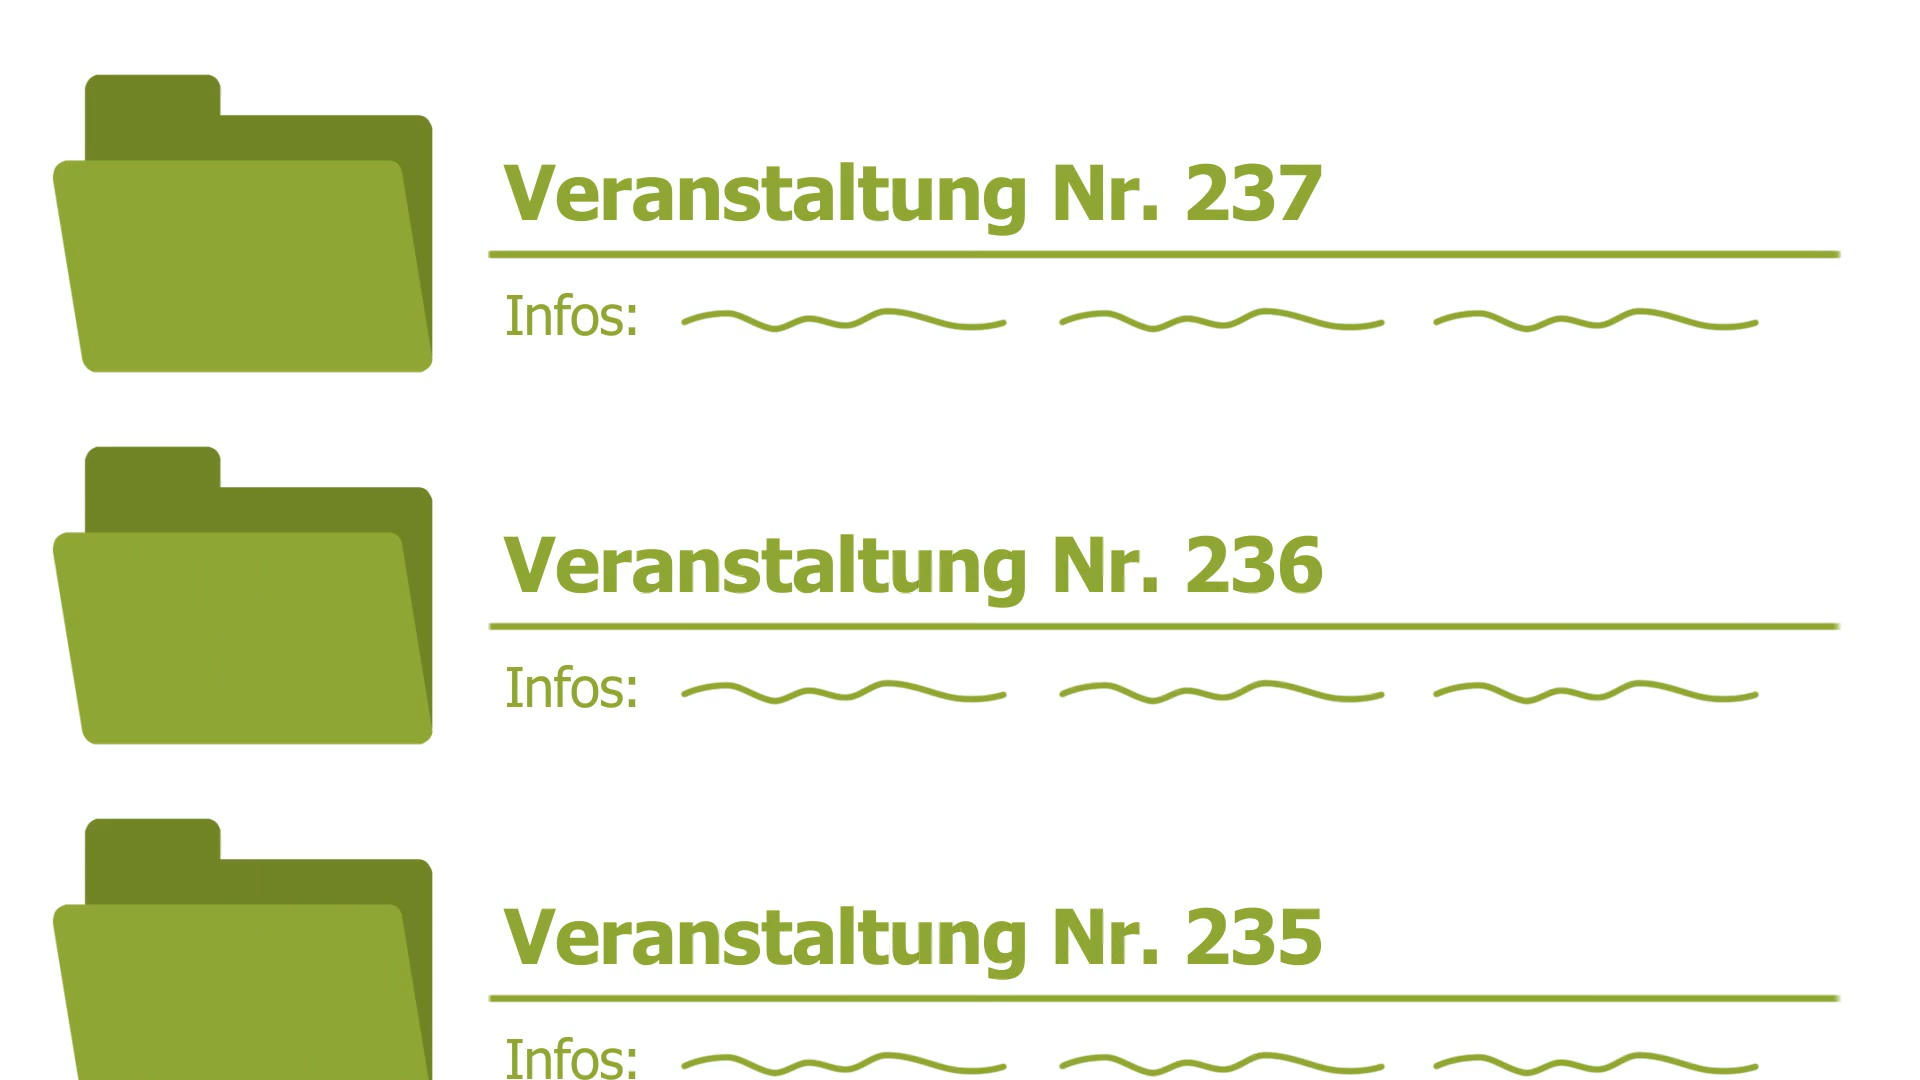 Veranstaltung Nr. 237
Infos:
Veranstaltung Nr. 236
Infos:
Veranstaltung Nr. 235
Infos: